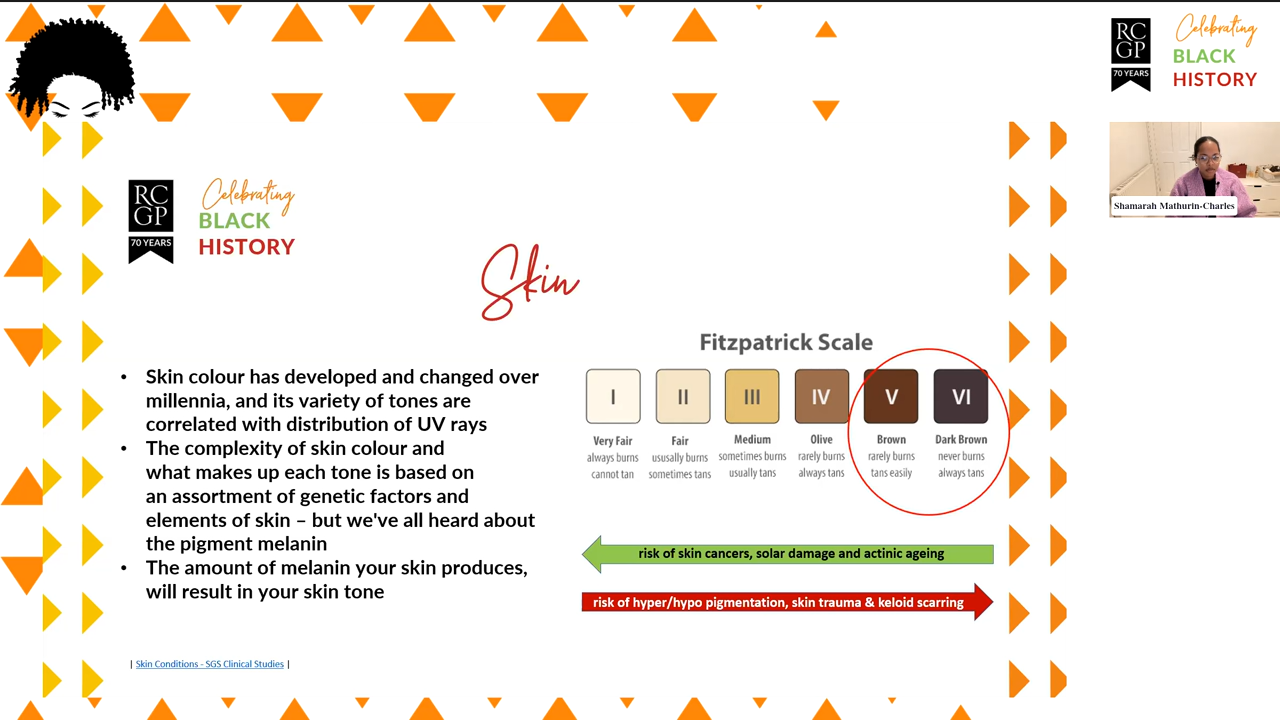 RC
GP
70 YEARS
Celebrating
BLACK
HISTORY
Shamarah Mathurin-Charles
RC
GP
70 YEARS
Celebrating
BLACK
HISTORY
Skin
• Skin colour has developed and changed over
millennia, and its variety of tones are
correlated with distribution of UV rays
• The complexity of skin colour and
what makes up each tone is based on
an assortment of genetic factors and
elements of skin – but we've all heard about
the pigment melanin
• The amount of melanin your skin produces,
will result in your skin tone
Fitzpatrick Scale
I II III IV V VI
Very Fair Fair Medium Olive Brown Dark Brown
always burns ususally burns sometimes burns rarely burns rarely burns never burns
cannot tan sometimes tans usually tans always tans tans easily always tans
risk of skin cancers, solar damage and actinic ageing
risk of hyper/hypo pigmentation, skin trauma & keloid scarring
| Skin Conditions - SGS Clinical Studies |